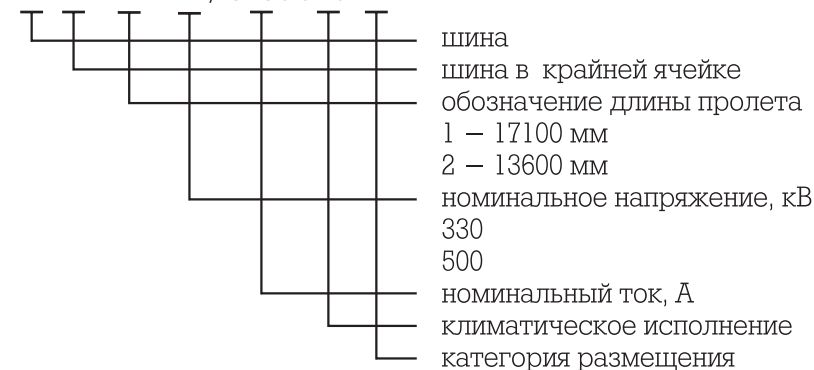 шина
шина в крайней ячейке
обозначение длины пролета
1 – 17100 мм
2 – 13600 мм
номинальное напряжение, кВ
330
500
номинальный ток, А
климатическое исполнение
категория размещения